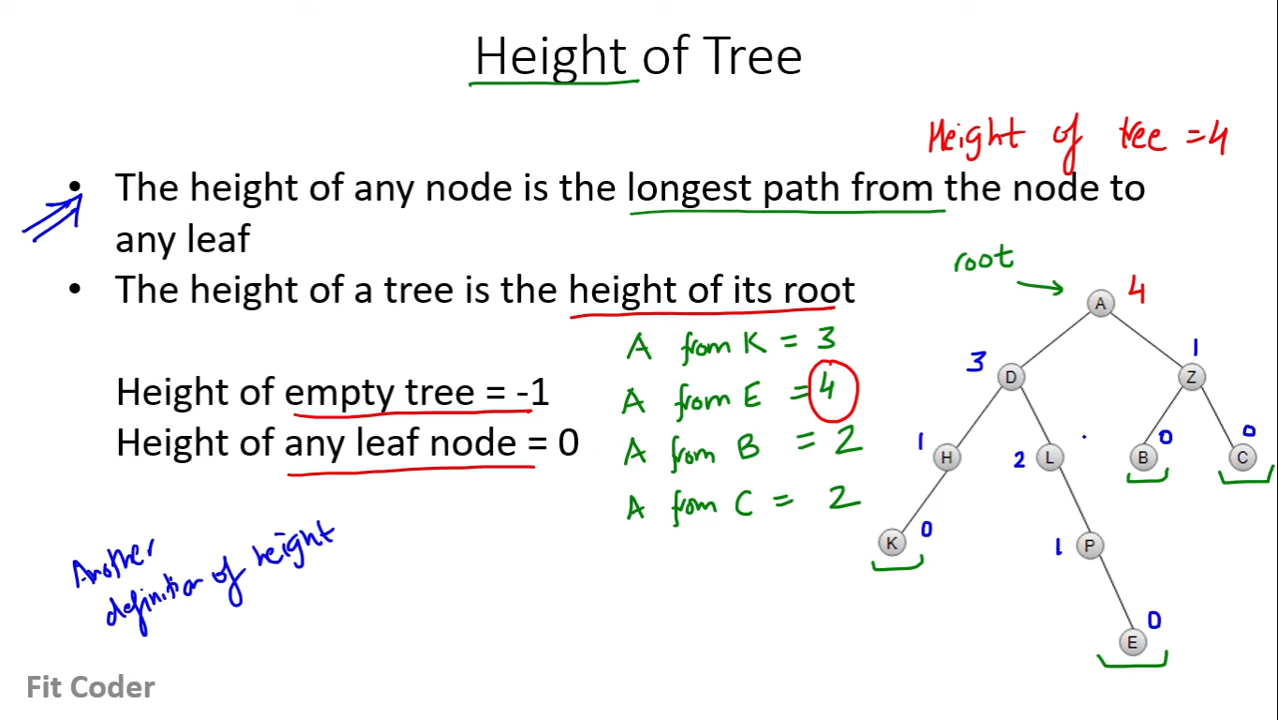 Height of Tree
Height of tree =4
• The height of any node is the longest path from the node to
any leaf
• The height of a tree is the height of its root
root
A 4
A from K = 3
3 D
1
Z
Height of empty tree = -1
A from E = 4
Height of any leaf node = 0
A from B = 2
1 H
2 L
B 0
0
C
A from C = 2
K 0
1 P
Another
definition of height
0
E
Fit Coder